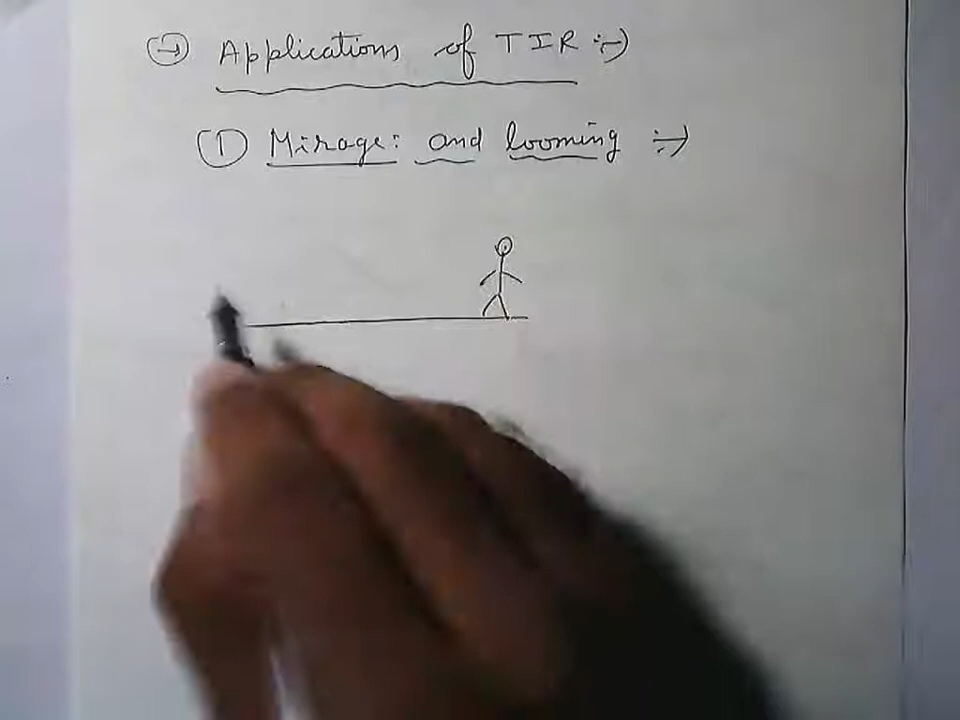 → Applications of TIR :→
(1) Mirage: and looming :→